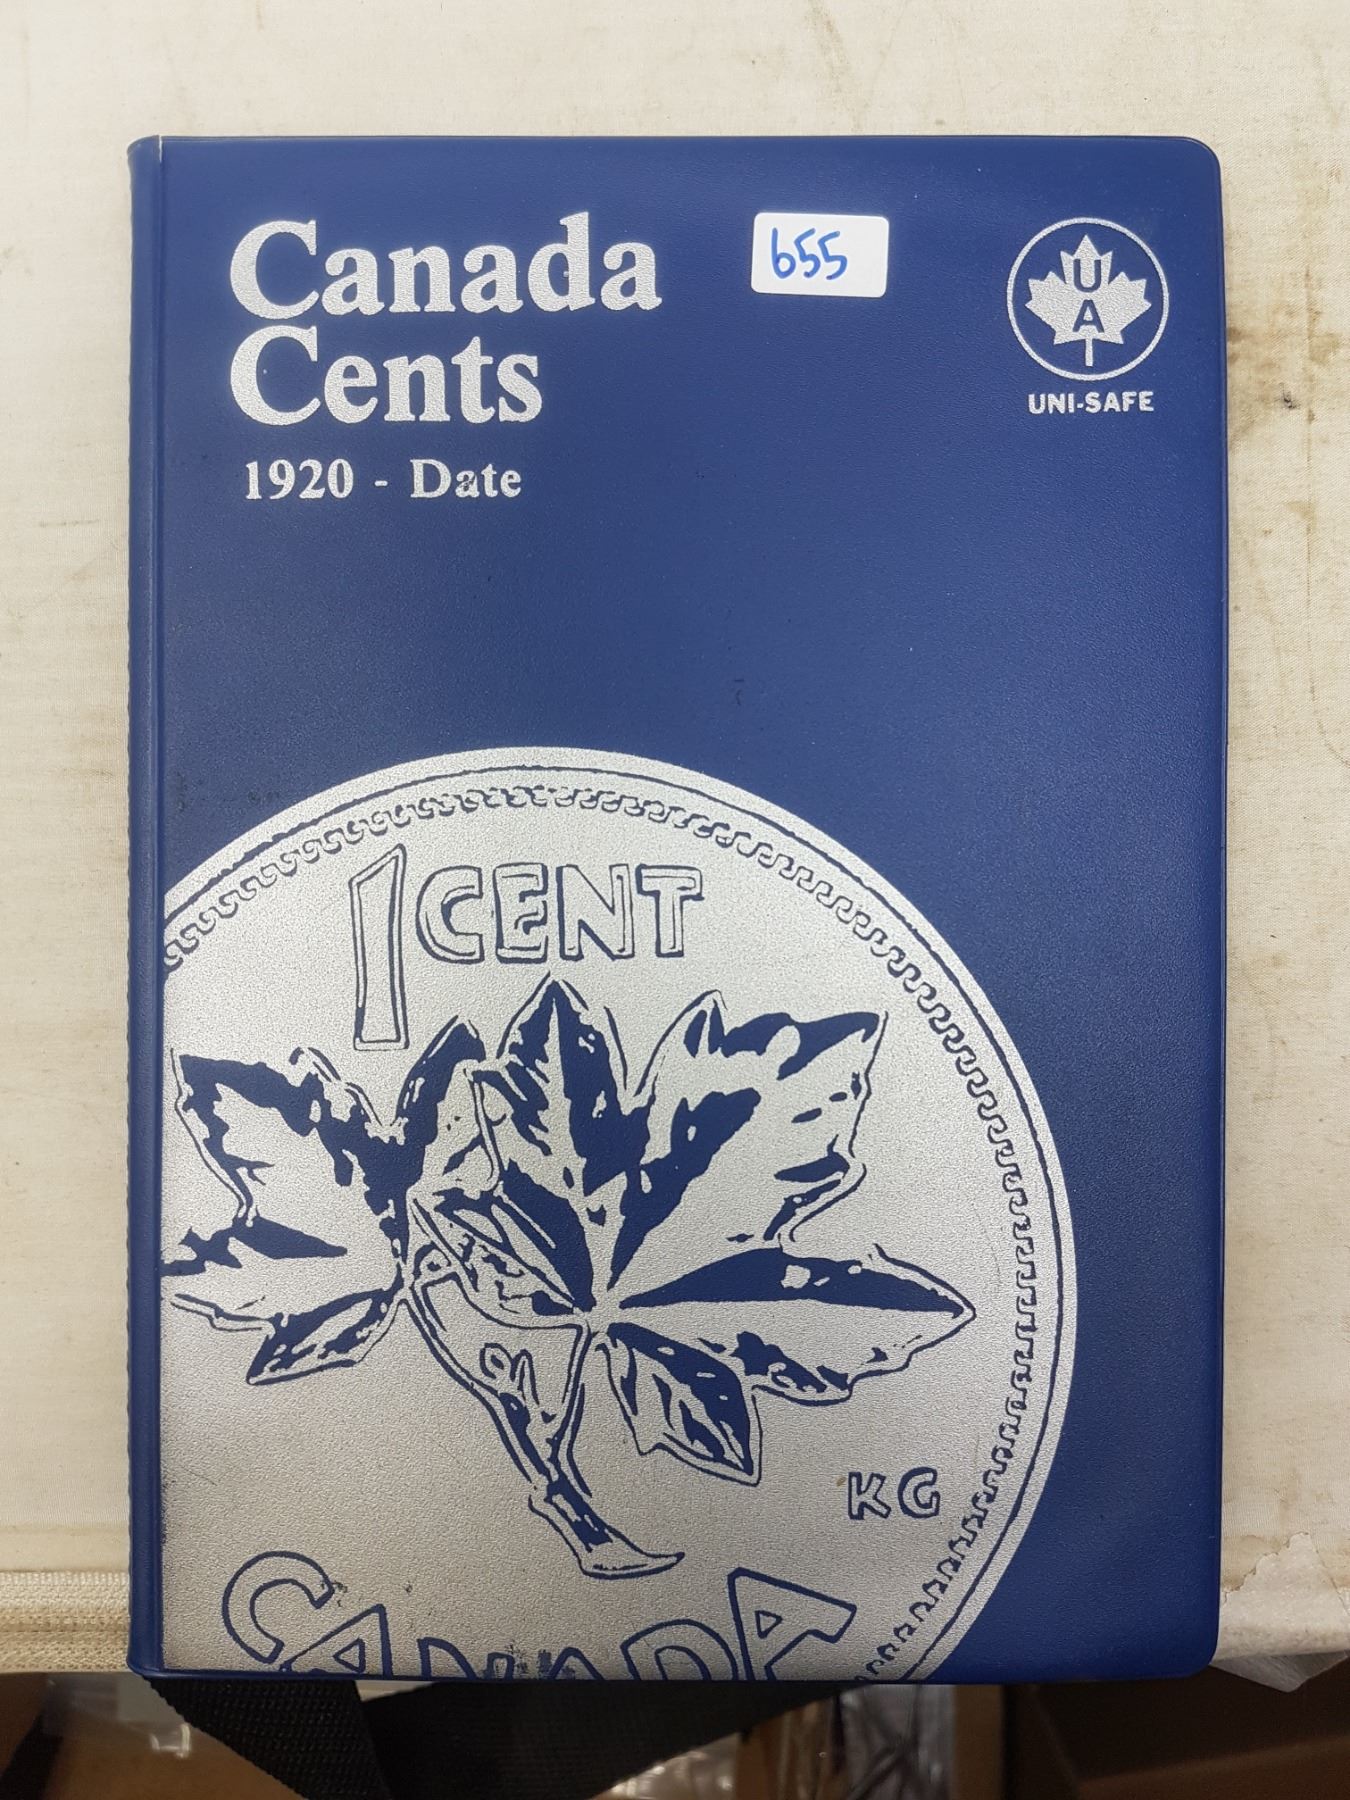 Canada
Cents
1920 - Date
655
U
A
UNI-SAFE
1 CENT
KG
CANADA